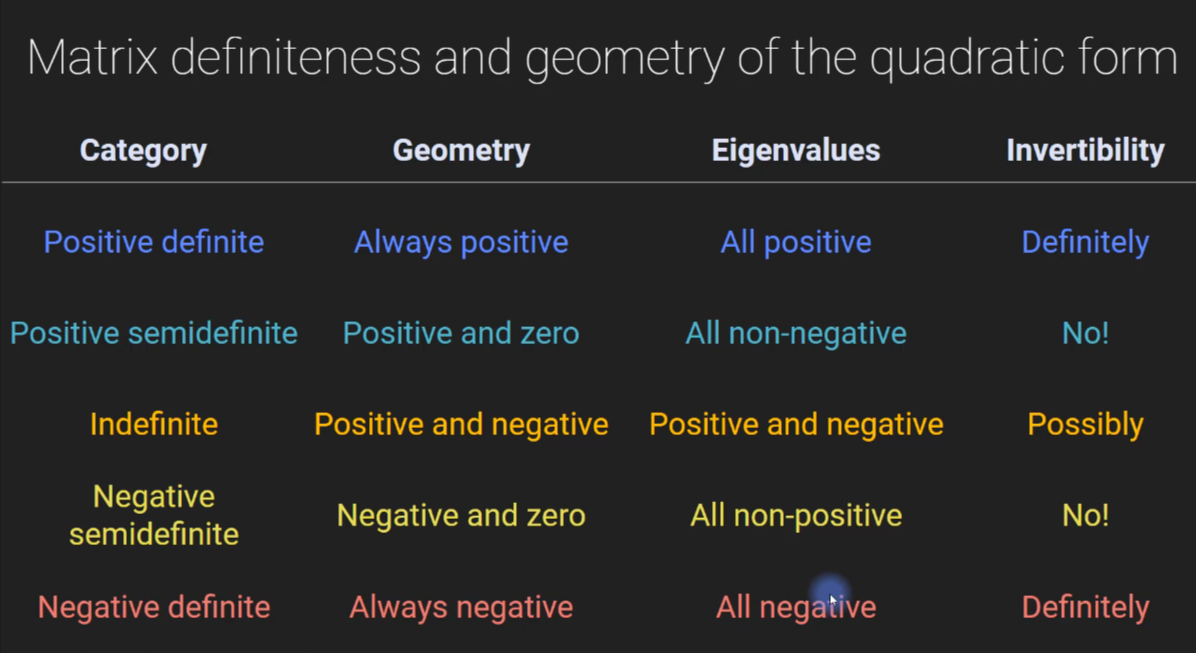 Matrix definiteness and geometry of the quadratic form
Category Geometry Eigenvalues Invertibility
Positive definite Always positive All positive Definitely
Positive semidefinite Positive and zero All non-negative No!
Indefinite Positive and negative Positive and negative Possibly
Negative
semidefinite Negative and zero All non-positive No!
Negative definite Always negative All negative Definitely